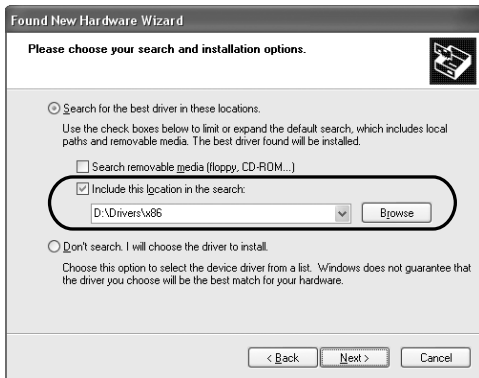 Found New Hardware Wizard
Please choose your search and installation options.
Search for the best driver in these locations.
Use the check boxes below to limit or expand the default search, which includes local
paths and removable media. The best driver found will be installed.
Search removable media (floppy, CD-ROM...)
Include this location in the search:
D:\Drivers\x86
Browse
Don't search. I will choose the driver to install.
Choose this option to select the device driver from a list. Windows does not guarantee that
the driver you choose will be the best match for your hardware.
< Back Next > Cancel